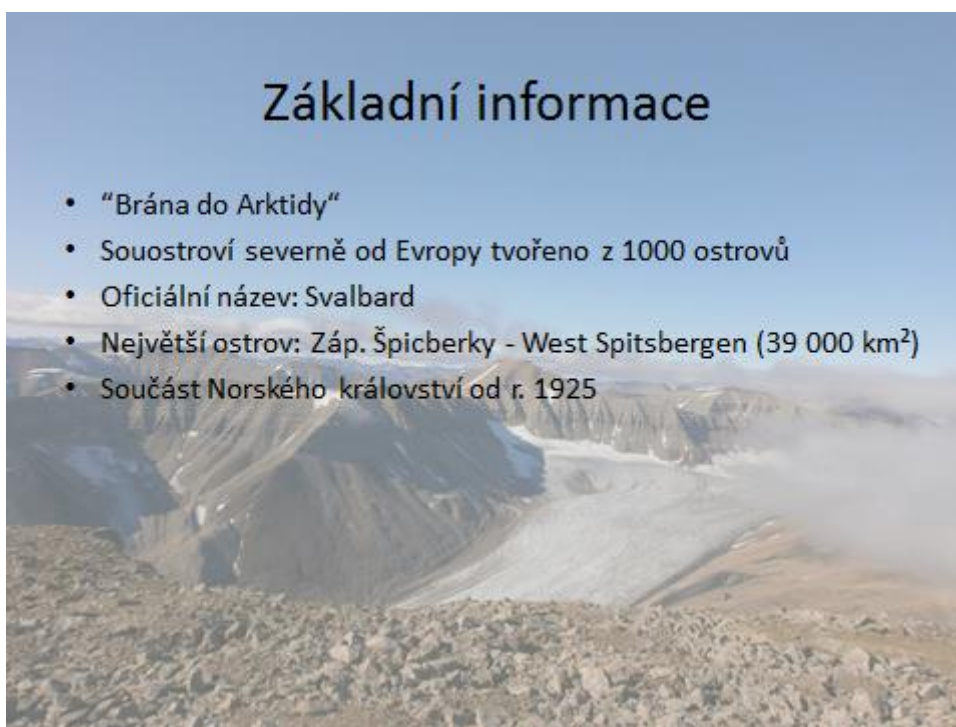 Základní informace
• “Brána do Arktidy“
• Souostroví severně od Evropy tvořeno z 1000 ostrovů
• Oficiální název: Svalbard
• Největší ostrov: Záp. Špicberky - West Spitsbergen (39 000 km²)
• Součást Norského království od r. 1925